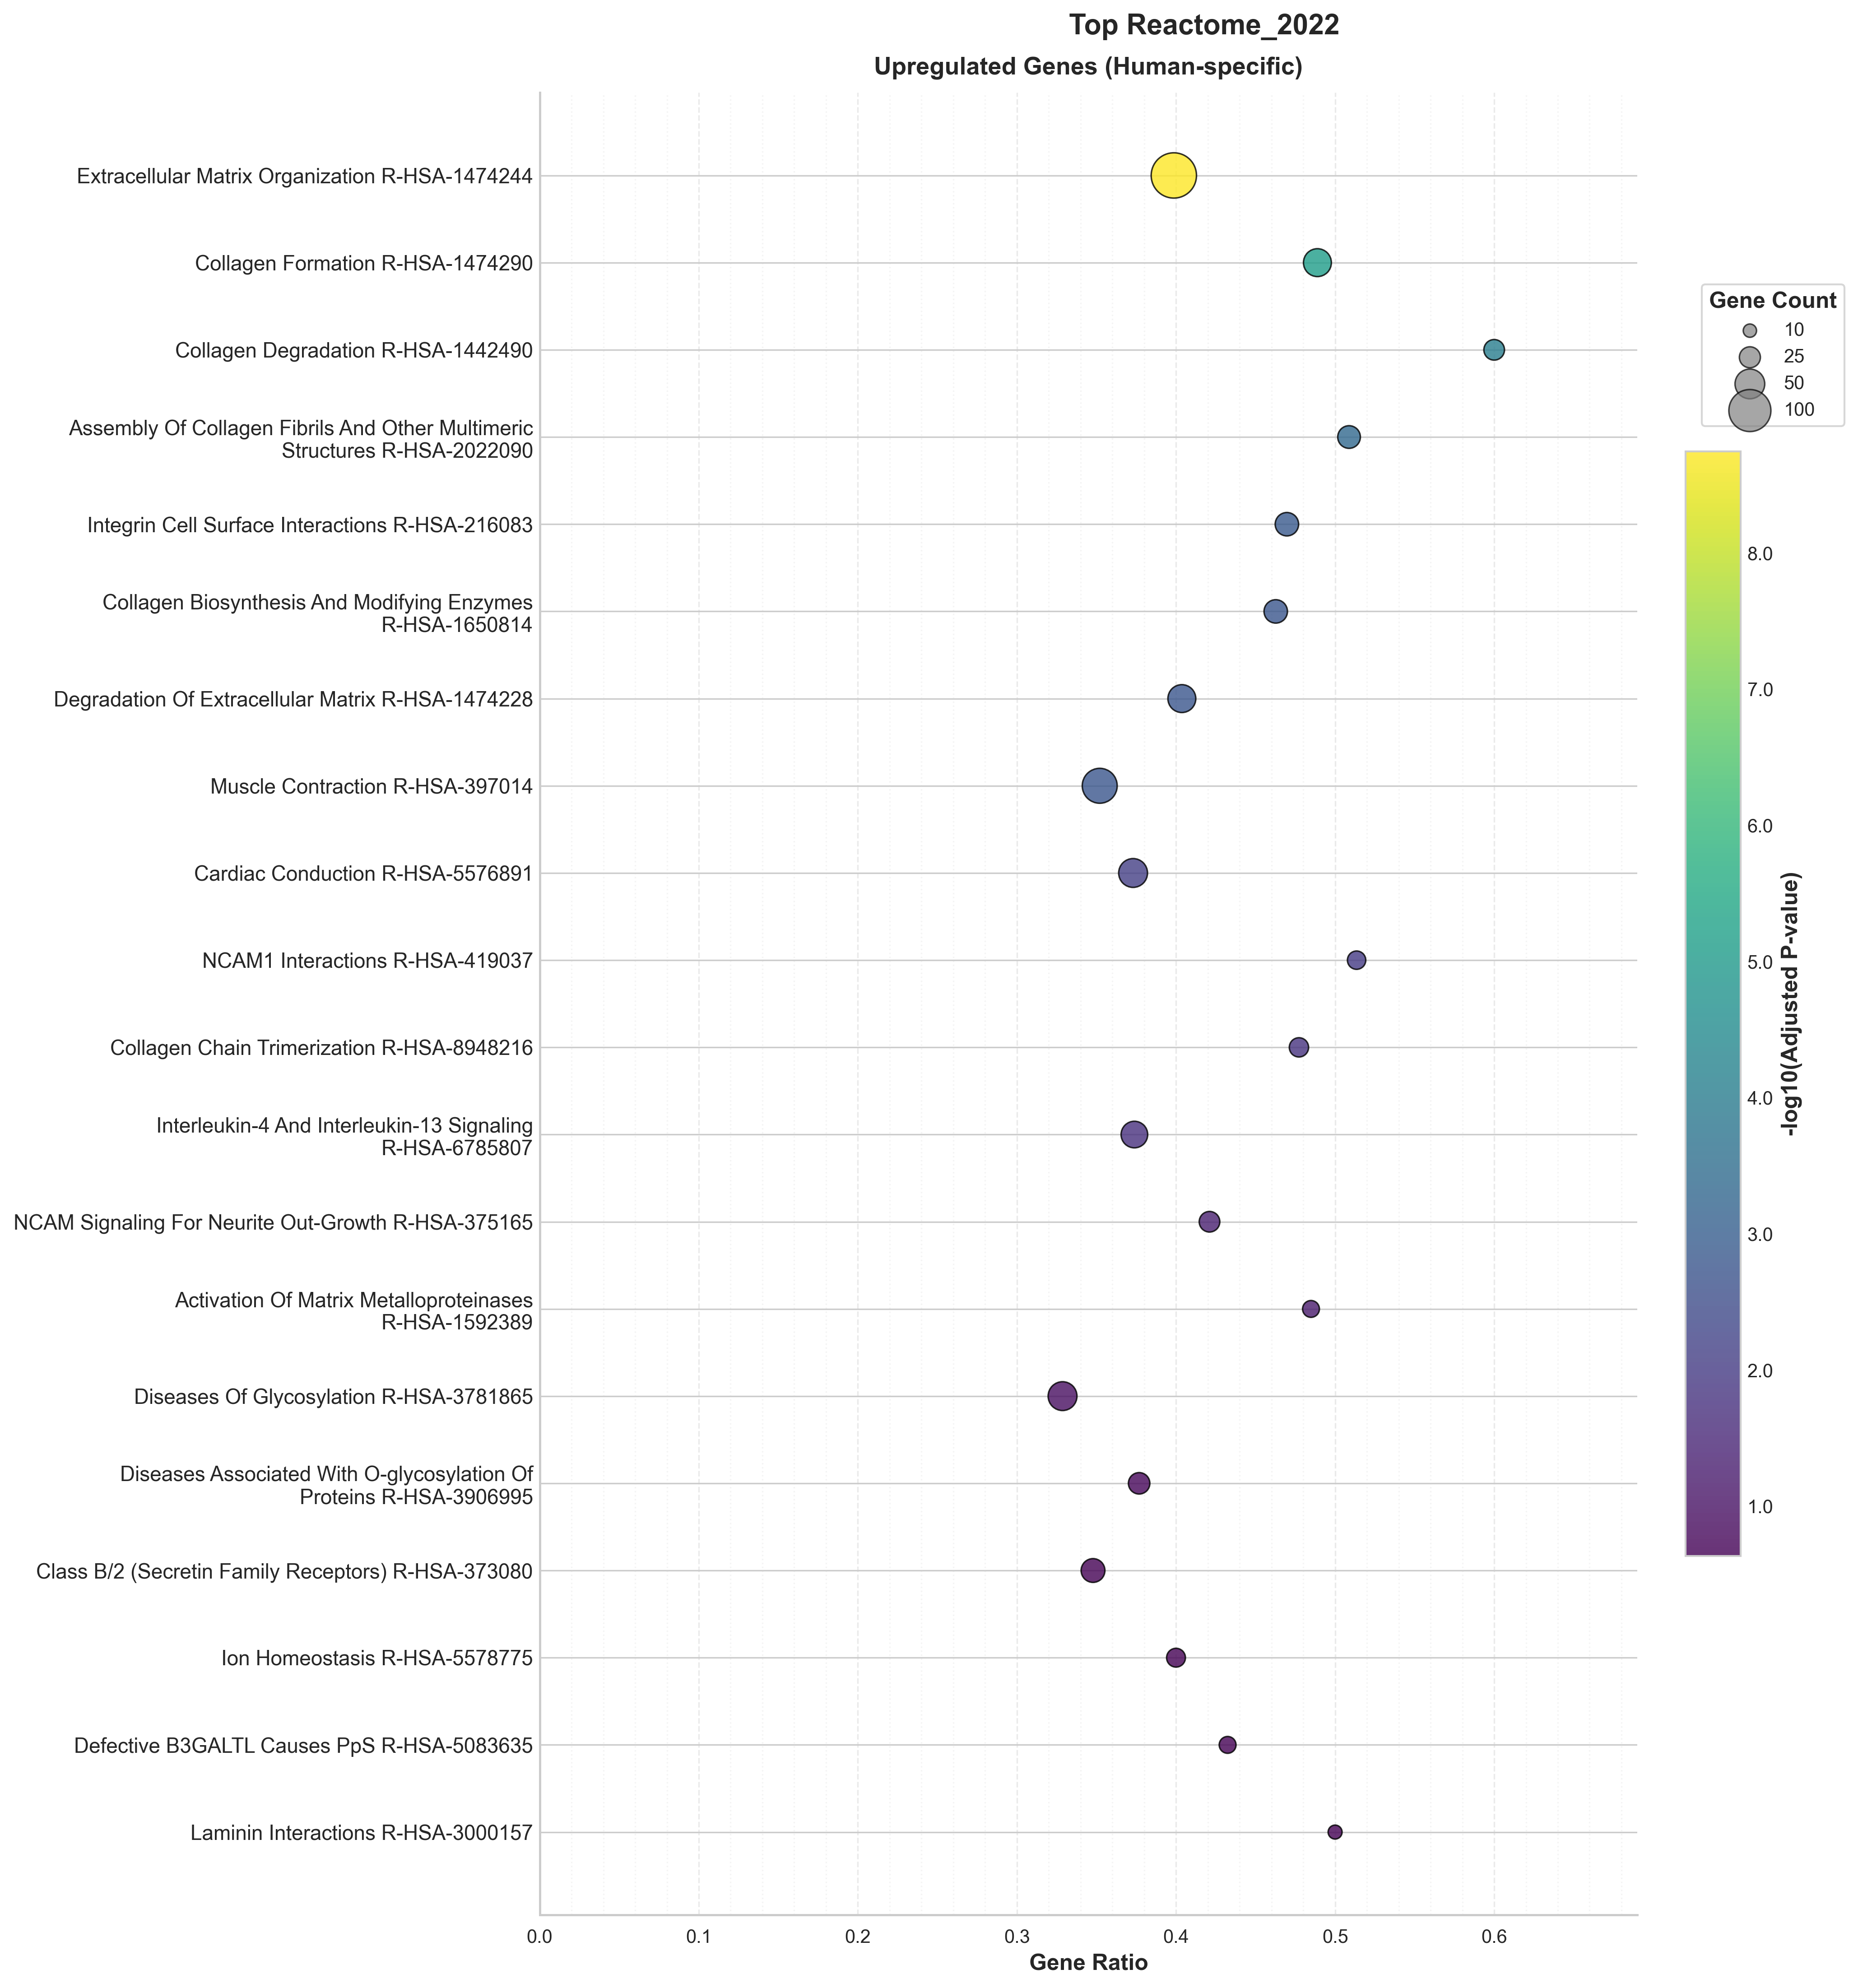 Top Reactome_2022
Upregulated Genes (Human-specific)
Extracellular Matrix Organization R-HSA-1474244
Collagen Formation R-HSA-1474290
Collagen Degradation R-HSA-1442490
Assembly Of Collagen Fibrils And Other Multimeric
Structures R-HSA-2022090
Integrin Cell Surface Interactions R-HSA-216083
Collagen Biosynthesis And Modifying Enzymes
R-HSA-1650814
Degradation Of Extracellular Matrix R-HSA-1474228
Muscle Contraction R-HSA-397014
Cardiac Conduction R-HSA-5576891
NCAM1 Interactions R-HSA-419037
Collagen Chain Trimerization R-HSA-8948216
Interleukin-4 And Interleukin-13 Signaling
R-HSA-6785807
NCAM Signaling For Neurite Out-Growth R-HSA-375165
Activation Of Matrix Metalloproteinases
R-HSA-1592389
Diseases Of Glycosylation R-HSA-3781865
Diseases Associated With O-glycosylation Of
Proteins R-HSA-3906995
Class B/2 (Secretin Family Receptors) R-HSA-373080
Ion Homeostasis R-HSA-5578775
Defective B3GALTL Causes PpS R-HSA-5083635
Laminin Interactions R-HSA-3000157
0.0 0.1 0.2 0.3 0.4 0.5 0.6
Gene Ratio
Gene Count
10
25
50
100
8.0
7.0
6.0
5.0
4.0
3.0
2.0
1.0
-log10(Adjusted P-value)